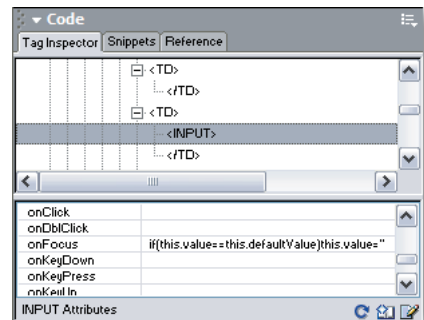 Code
Tag Inspector Snippets Reference
<TD>
</TD>
<TD>
<INPUT>
</TD>
onClick
onDblClick
onFocus if(this.value==this.defaultValue)this.value=''
onKeyDown
onKeyPress
onKeyUp
INPUT Attributes